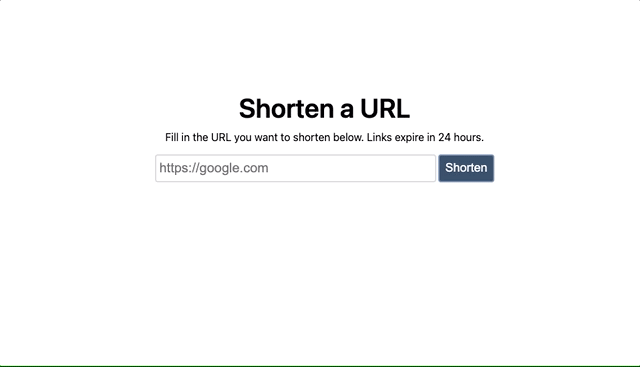 Shorten a URL
Fill in the URL you want to shorten below. Links expire in 24 hours.
https://google.com Shorten